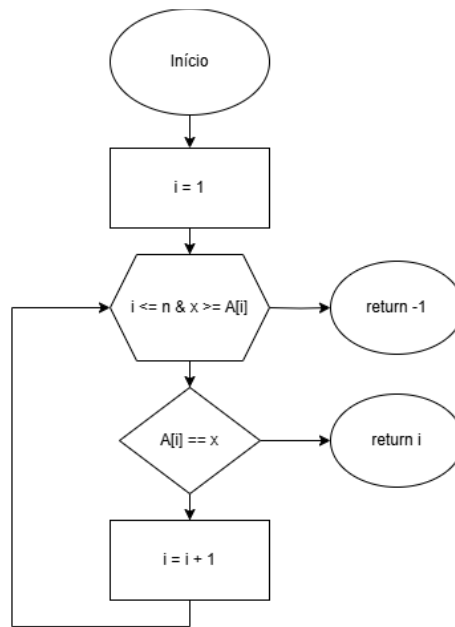 Início
i = 1
i <= n & x >= A[i]
return -1
A[i] == x
return i
i = i + 1